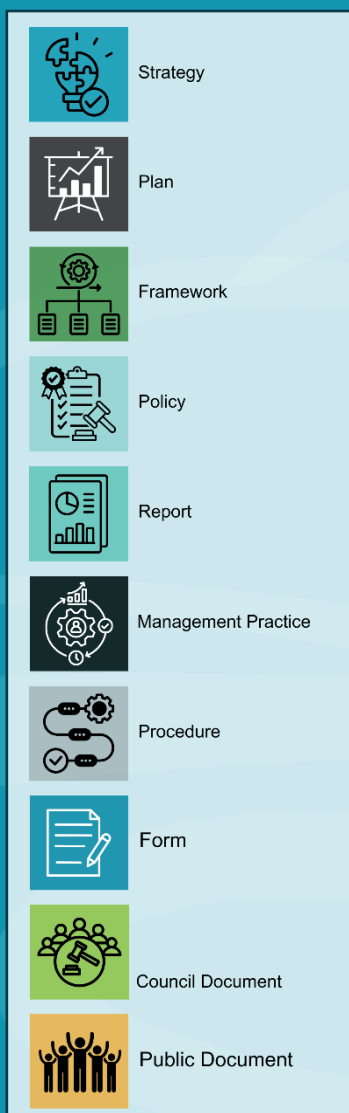 Strategy
Plan
Framework
Policy
Report
Management Practice
Procedure
Form
Council Document
Public Document